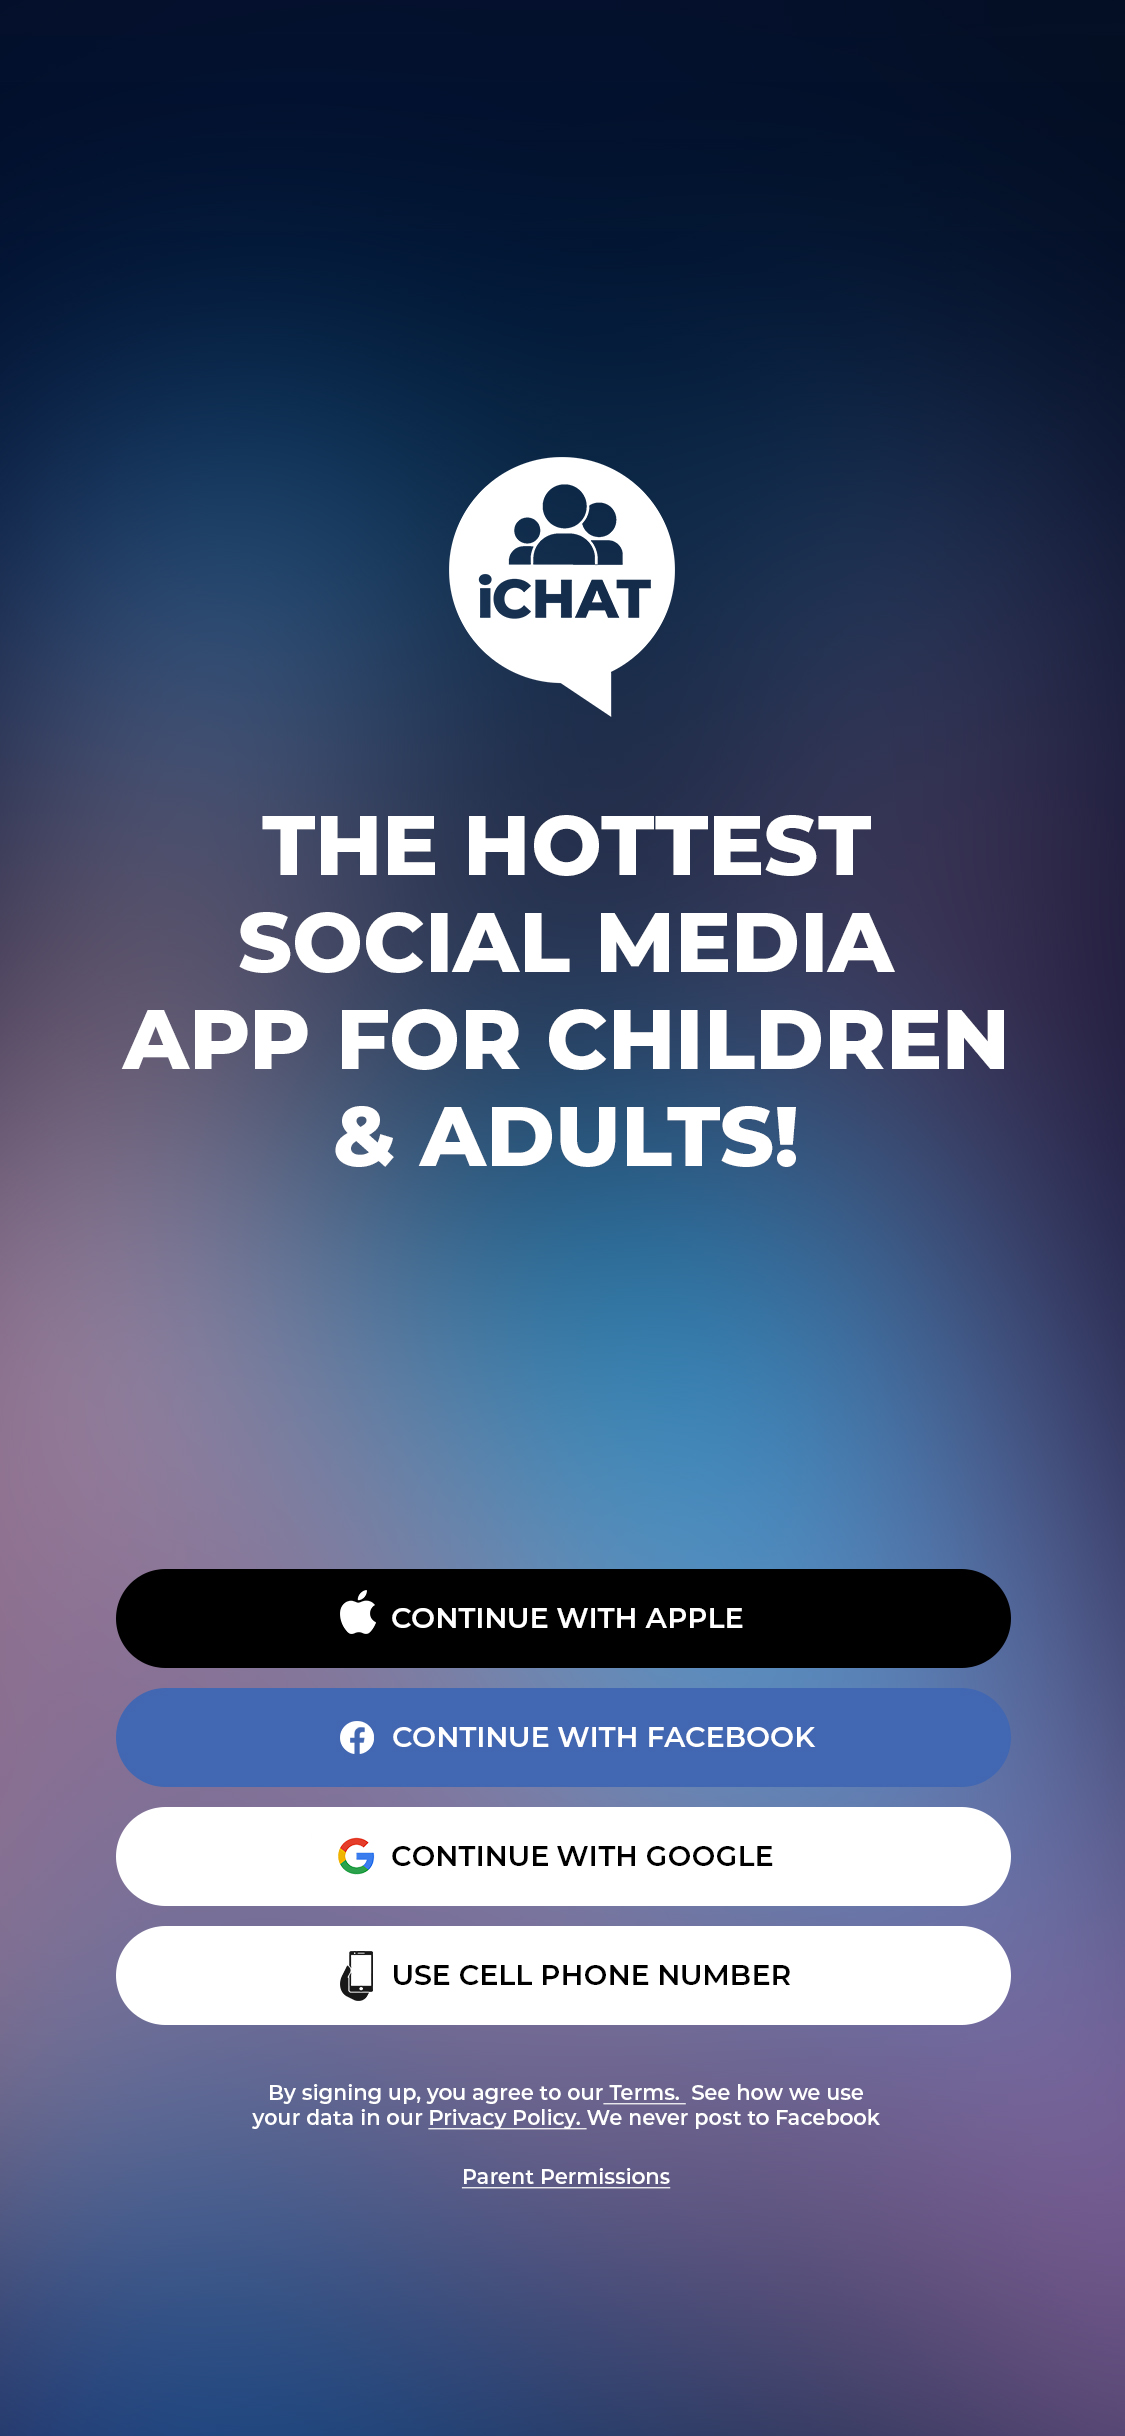 iCHAT
THE HOTTEST
SOCIAL MEDIA
APP FOR CHILDREN
& ADULTS!
CONTINUE WITH APPLE
CONTINUE WITH FACEBOOK
CONTINUE WITH GOOGLE
USE CELL PHONE NUMBER
By signing up, you agree to our Terms. See how we use
your data in our Privacy Policy. We never post to Facebook
Parent Permissions